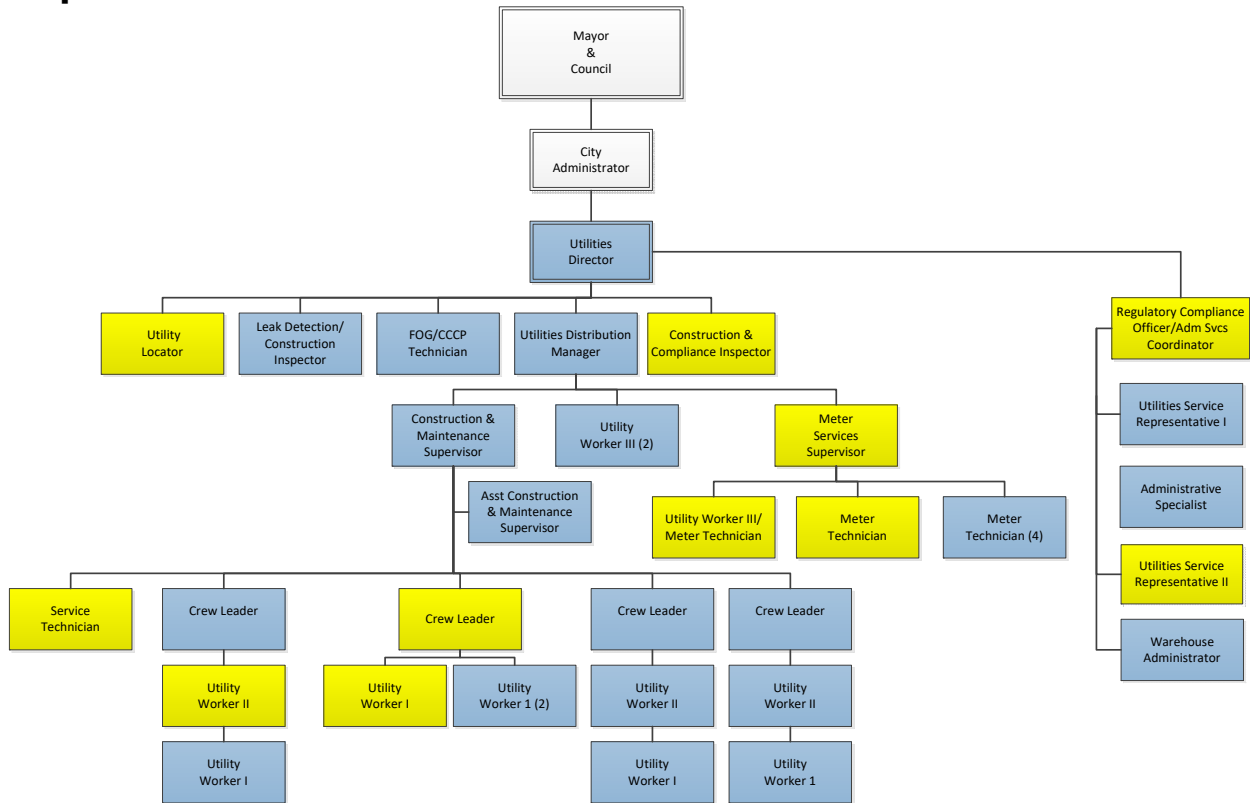 Mayor
&
Council
City
Administrator
Utilities
Director
Utility
Locator
Leak Detection/
Construction
Inspector
FOG/CCCP
Technician
Utilities Distribution
Manager
Construction &
Compliance Inspector
Regulatory Compliance
Officer/Adm Svcs
Coordinator
Construction &
Maintenance
Supervisor
Utility
Worker III (2)
Meter
Services
Supervisor
Utilities Service
Representative I
Asst Construction
& Maintenance
Supervisor
Utility Worker III/
Meter Technician
Meter
Technician
Meter
Technician (4)
Administrative
Specialist
Utilities Service
Representative II
Warehouse
Administrator
Service
Technician
Crew Leader
Crew Leader
Crew Leader
Crew Leader
Utility
Worker II
Utility
Worker I
Utility
Worker 1 (2)
Utility
Worker II
Utility
Worker II
Utility
Worker I
Utility
Worker I
Utility
Worker 1